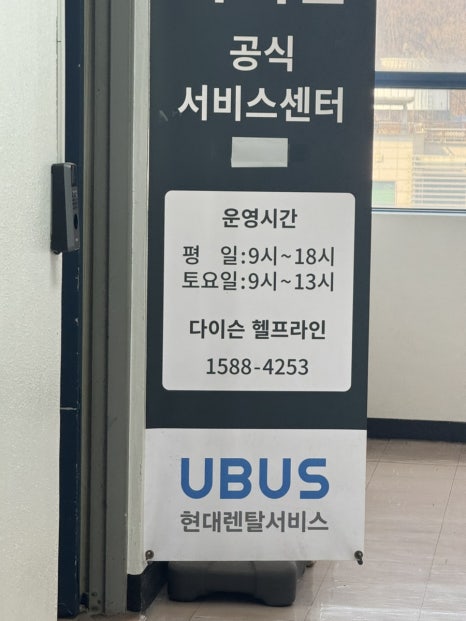 공식
서비스센터
운영시간
평 일:9시~18시
토요일:9시~13시
다이슨 헬프라인
1588-4253
UBUS
현대렌탈서비스